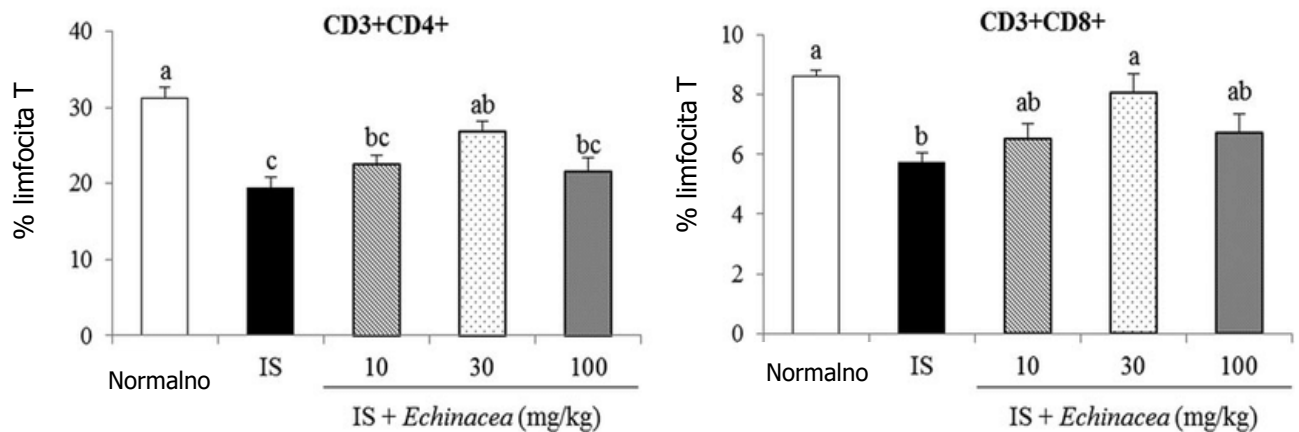 CD3+CD4+
% limfocita T
40
30
20
10
0
a
c
bc
ab
bc
Normalno IS 10 30 100
IS + Echinacea (mg/kg)
CD3+CD8+
% limfocita T
10
8
6
4
2
0
a
b
ab
a
ab
Normalno IS 10 30 100
IS + Echinacea (mg/kg)